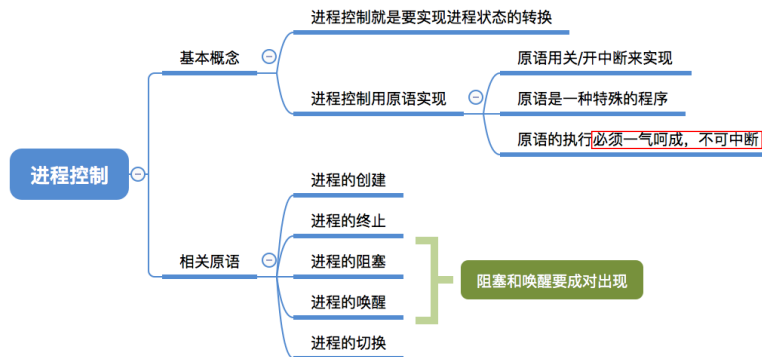 进程控制
基本概念
进程控制就是要实现进程状态的转换
进程控制用原语实现
原语用关/开中断来实现
原语是一种特殊的程序
原语的执行必须一气呵成，不可中断
相关原语
进程的创建
进程的终止
进程的阻塞
进程的唤醒
进程的切换
阻塞和唤醒要成对出现